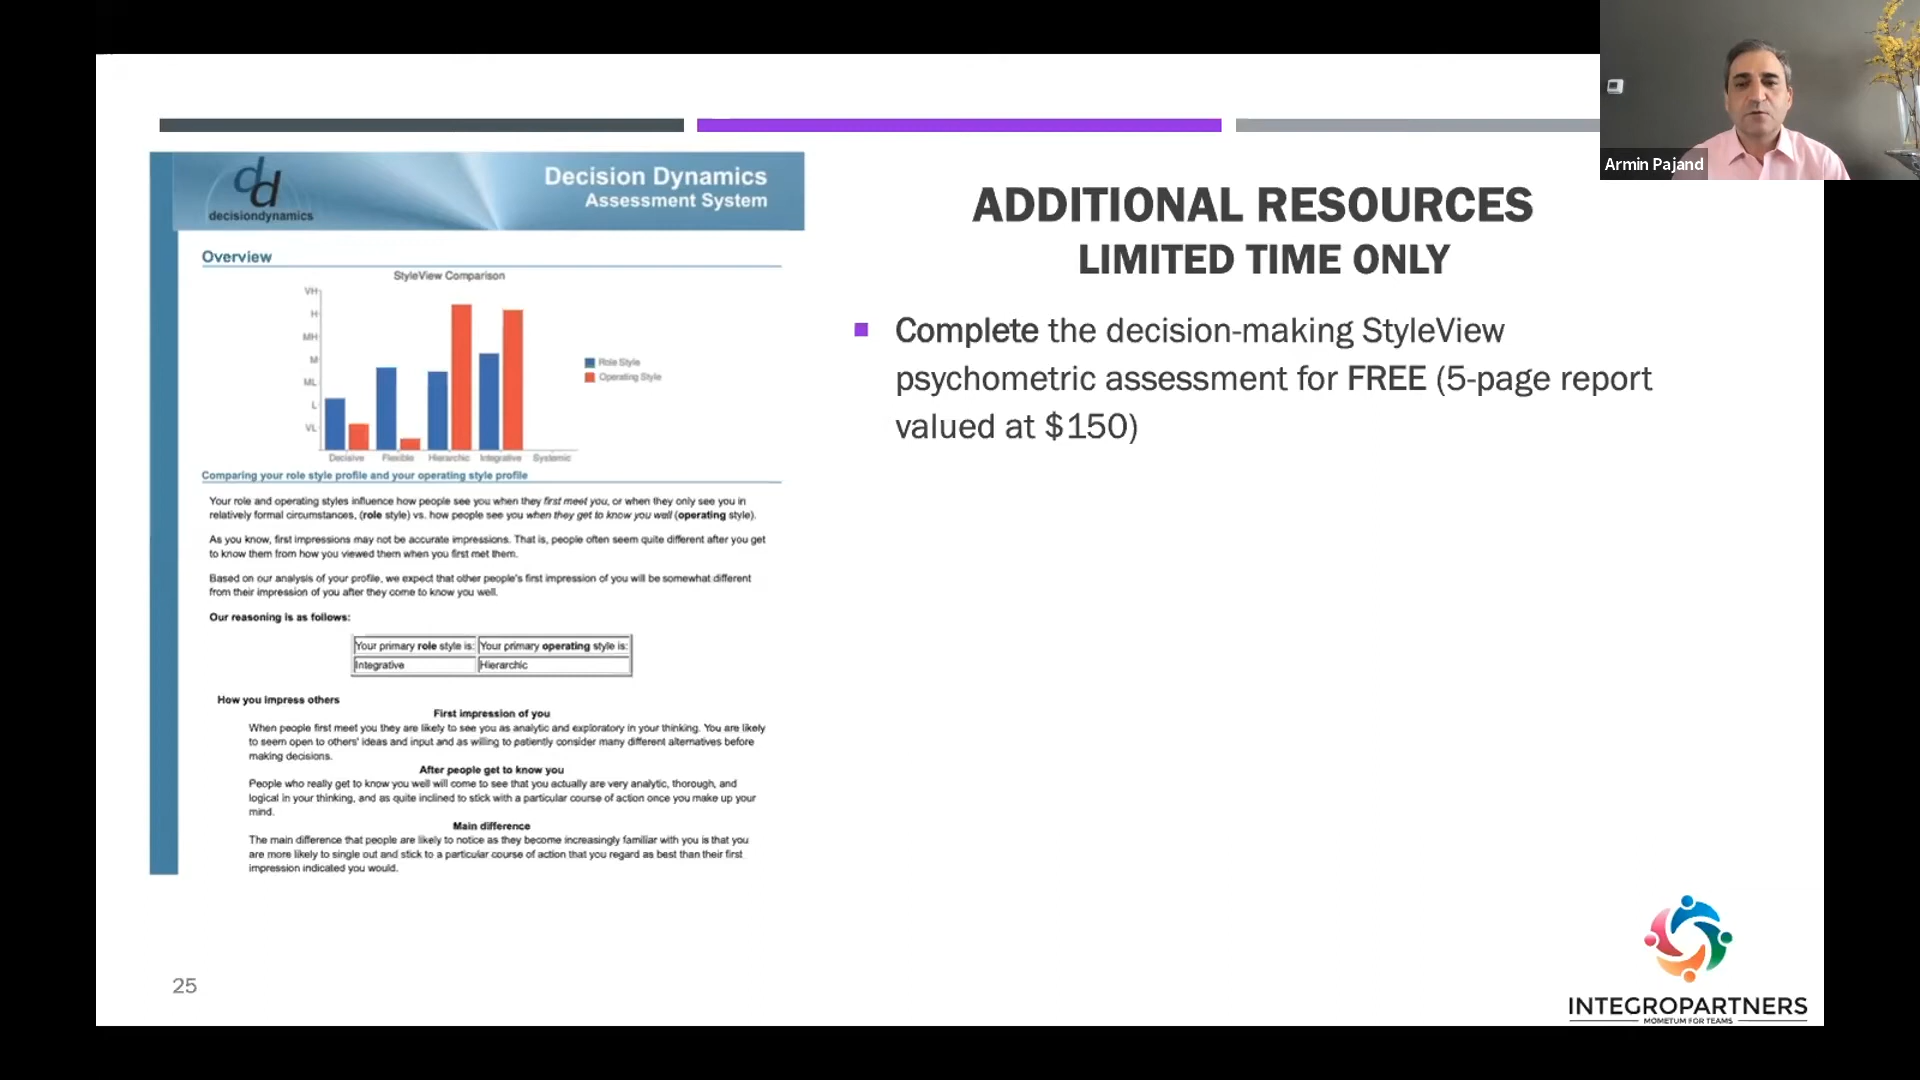 Armin Pajand
dd
decisiondynamics
Decision Dynamics
Assessment System
Overview
StyleView Comparison
VH
H
MH
M
ML
L
VL
Role Style
Operating Style
Decisive Flexible Hierarchic Integrative Systemic
Comparing your role style profile and your operating style profile
Your role and operating styles influence how people see you when they first meet you, or when they only see you in
relatively formal circumstances, (role style) vs. how people see you when they get to know you well (operating style).
As you know, first impressions may not be accurate impressions. That is, people often seem quite different after you get
to know them from how you viewed them when you first met them.
Based on our analysis of your profile, we expect that other people's first impression of you will be somewhat different
from their impression of you after they come to know you well.
Our reasoning is as follows:
Your primary role style is: Your primary operating style is:
Integrative Hierarchic
How you impress others
First impression of you
When people first meet you they are likely to see you as analytic and exploratory in your thinking. You are likely
to seem open to others' ideas and input and as willing to patiently consider many different alternatives before
making decisions.
After people get to know you
People who really get to know you well will come to see that you actually are very analytic, thorough, and
logical in your thinking, and as quite inclined to stick with a particular course of action once you make up your
mind.
Main difference
The main difference that people are likely to notice as they become increasingly familiar with you is that you
are more likely to single out and stick to a particular course of action that you regard as best than their first
impression indicated you would.
ADDITIONAL RESOURCES
LIMITED TIME ONLY
Complete the decision-making StyleView
psychometric assessment for FREE (5-page report
valued at $150)
25
INTEGROPARTNERS
MOMETUM FOR TEAMS